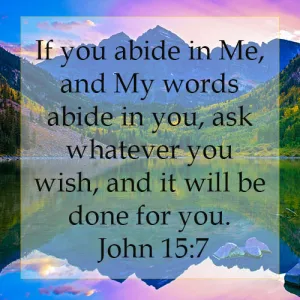 If you abide in Me,
and My words
abide in you, ask
whatever you
wish, and it will be
done for you.
John 15:7